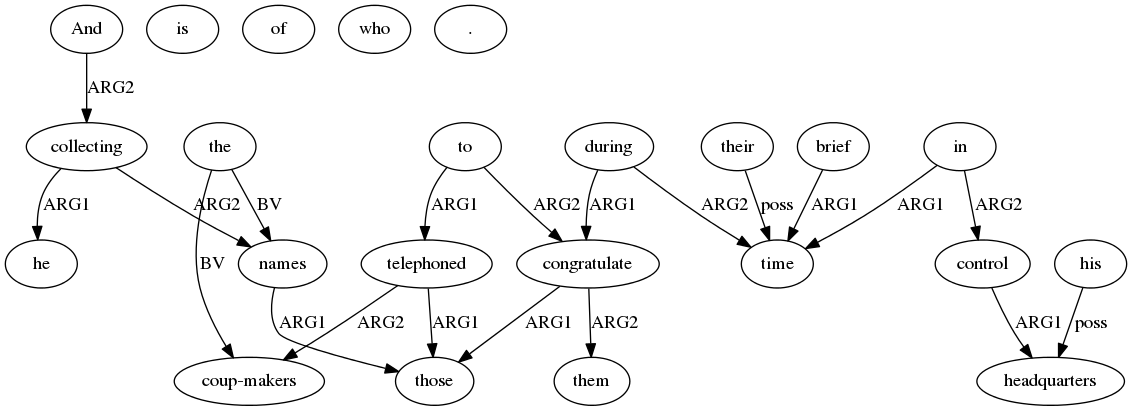 And is of who .
ARG2
collecting the to during their brief in
ARG1 ARG2 BV ARG1 ARG2 ARG1 ARG2 poss ARG1 ARG1 ARG2
he BV names telephoned congratulate time control his
ARG1 ARG2 ARG1 ARG1 ARG2 ARG1 poss
coup-makers those them headquarters